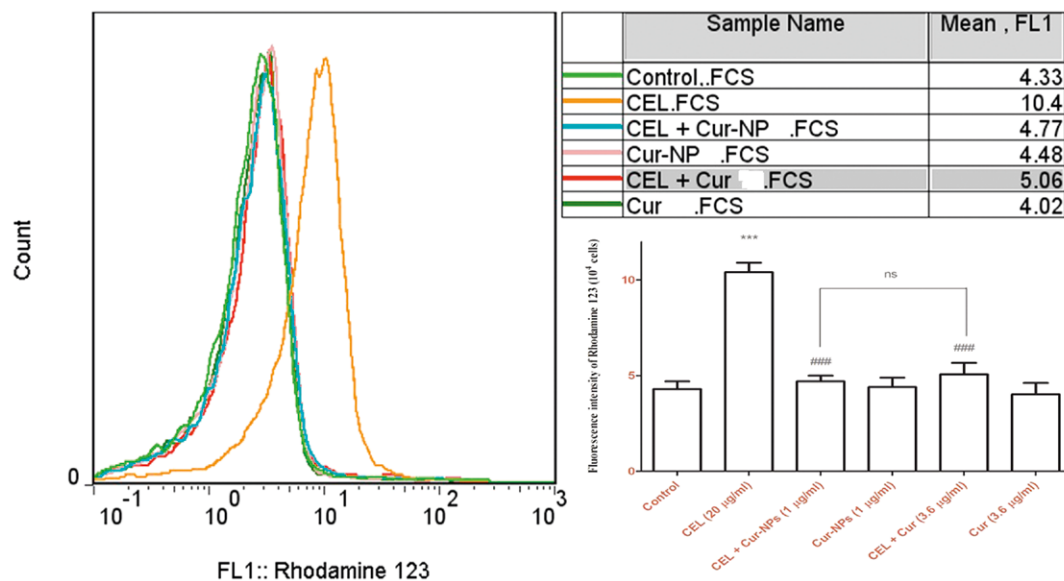 Count
0
10⁻¹ 10⁰ 10¹ 10² 10³
FL1:: Rhodamine 123
Sample Name Mean , FL1
Control,.FCS 4.33
CEL.FCS 10.4
CEL + Cur-NP .FCS 4.77
Cur-NP .FCS 4.48
CEL + Cur .FCS 5.06
Cur .FCS 4.02
Fluorescence intensity of Rhodamine 123 (10⁴ cells)
10
5
0
***
ns
###
###
Control
CEL (20 µg/ml)
CEL + Cur-NPs (1 µg/ml)
Cur-NPs (1 µg/ml)
CEL + Cur (3.6 µg/ml)
Cur (3.6 µg/ml)